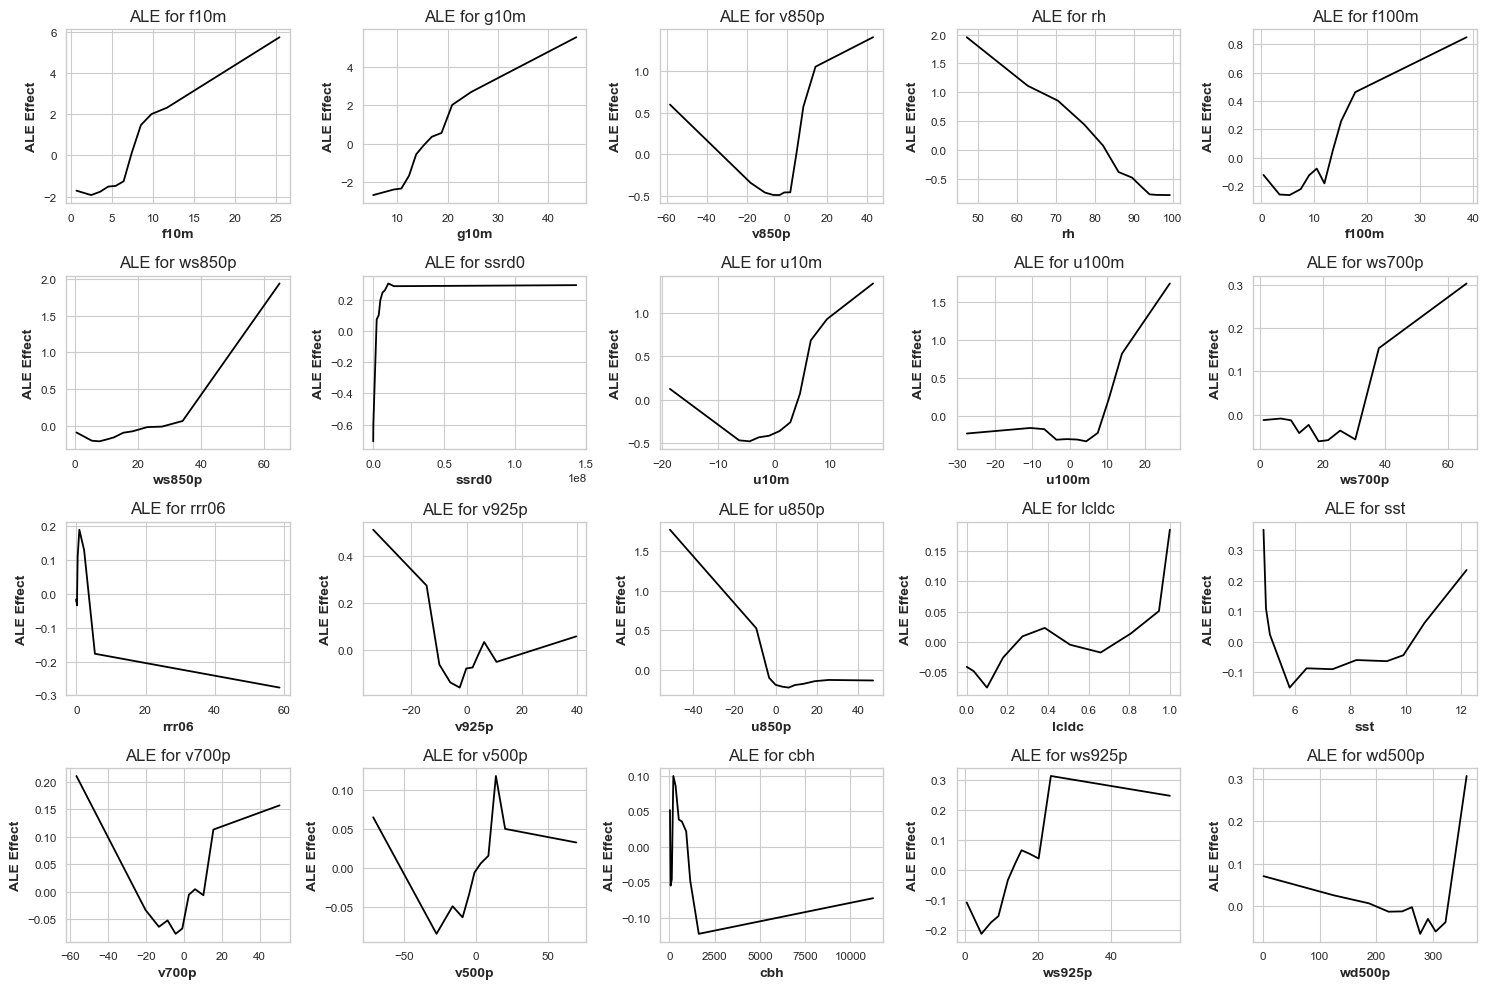 ALE for f10m
ALE Effect
6
4
2
0
−2
0 5 10 15 20 25
f10m
ALE for g10m
ALE Effect
4
2
0
−2
10 20 30 40
g10m
ALE for v850p
ALE Effect
1.0
0.5
0.0
−0.5
−60 −40 −20 0 20 40
v850p
ALE for rh
ALE Effect
2.0
1.5
1.0
0.5
0.0
−0.5
50 60 70 80 90 100
rh
ALE for f100m
ALE Effect
0.8
0.6
0.4
0.2
0.0
−0.2
0 10 20 30 40
f100m
ALE for ws850p
ALE Effect
2.0
1.5
1.0
0.5
0.0
0 20 40 60
ws850p
ALE for ssrd0
ALE Effect
0.2
0.0
−0.2
−0.4
−0.6
0.0 0.5 1.0 1.5
1e8
ssrd0
ALE for u10m
ALE Effect
1.0
0.5
0.0
−0.5
−20 −10 0 10
u10m
ALE for u100m
ALE Effect
1.5
1.0
0.5
0.0
−30 −20 −10 0 10 20
u100m
ALE for ws700p
ALE Effect
0.3
0.2
0.1
0.0
0 20 40 60
ws700p
ALE for rrr06
ALE Effect
0.2
0.1
0.0
−0.1
−0.2
−0.3
0 20 40 60
rrr06
ALE for v925p
ALE Effect
0.4
0.2
0.0
−20 0 20 40
v925p
ALE for u850p
ALE Effect
1.5
1.0
0.5
0.0
−40 −20 0 20 40
u850p
ALE for lcldc
ALE Effect
0.15
0.10
0.05
0.00
−0.05
0.0 0.2 0.4 0.6 0.8 1.0
lcldc
ALE for sst
ALE Effect
0.3
0.2
0.1
0.0
−0.1
6 8 10 12
sst
ALE for v700p
ALE Effect
0.20
0.15
0.10
0.05
0.00
−0.05
−60 −40 −20 0 20 40
v700p
ALE for v500p
ALE Effect
0.10
0.05
0.00
−0.05
−50 0 50
v500p
ALE for cbh
ALE Effect
0.10
0.05
0.00
−0.05
−0.10
0 2500 5000 7500 10000
cbh
ALE for ws925p
ALE Effect
0.3
0.2
0.1
0.0
−0.1
−0.2
0 20 40
ws925p
ALE for wd500p
ALE Effect
0.3
0.2
0.1
0.0
0 100 200 300
wd500p